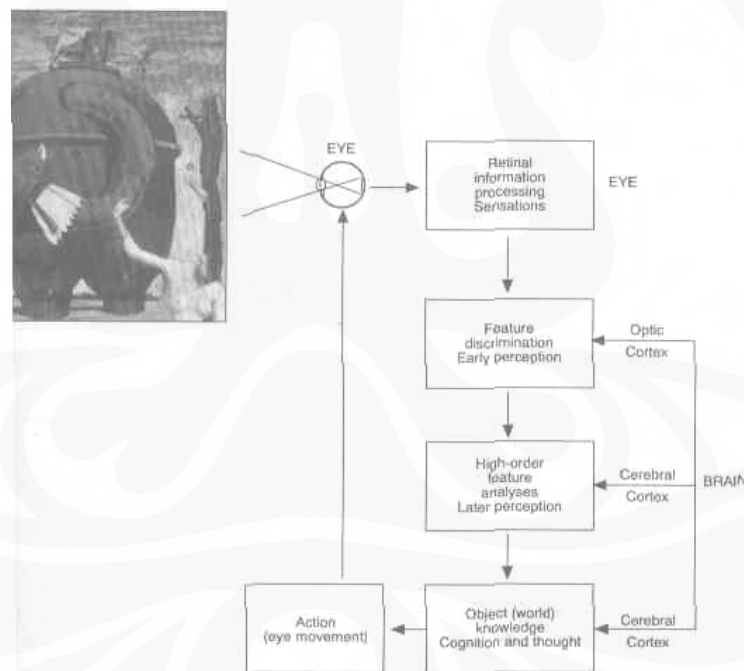 EYE
Retinal
information
processing
Sensations
EYE
Feature
discrimination
Early perception
Optic
Cortex
High-order
feature
analyses
Later perception
Cerebral
Cortex
BRAIN
Action
(eye movement)
Object (world)
knowledge
Cognition and thought
Cerebral
Cortex